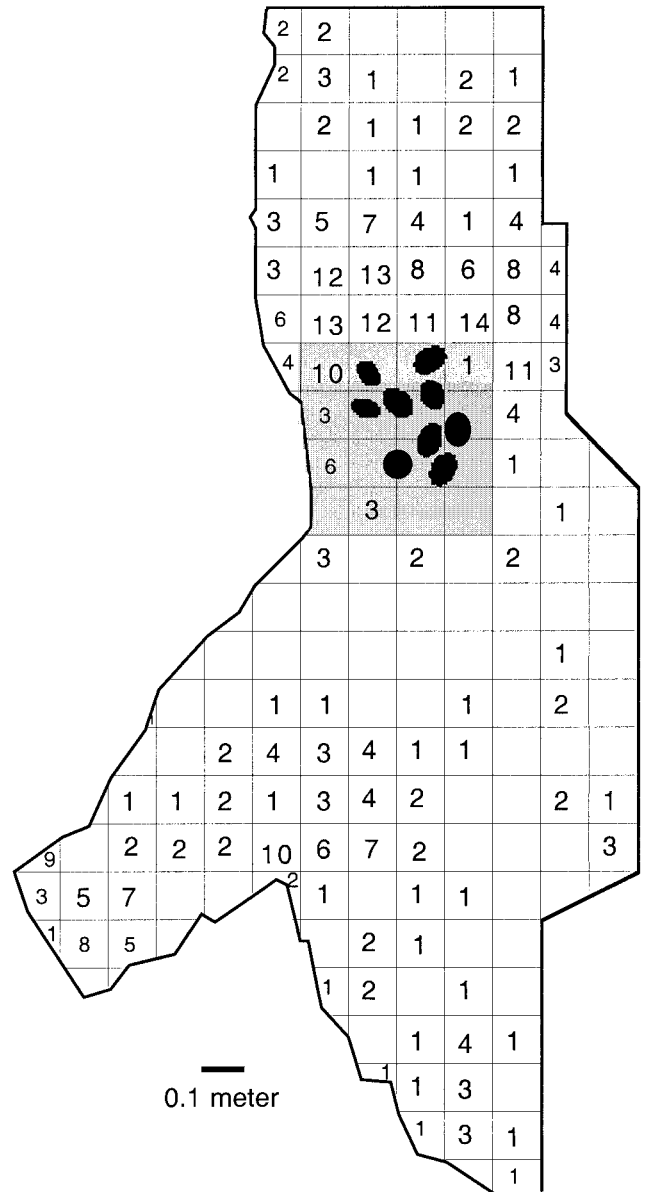 2 2
2 3 1 2 1
2 1 1 2 2
1 1 1 1
3 5 7 4 1 4
3 12 13 8 6 8 4
6 13 12 11 14 8 4
4 10 1 11 3
3 4
6 1
3 1
3 2 2
1
1 1 1 2
2 4 3 4 1 1
1 1 2 1 3 4 2 2 1
9 2 2 2 10 6 7 2 3
3 5 7 2 1 1 1
1 8 5 2 1
1 2 1
1 4 1
1 1 3
0.1 meter
1 3 1
1